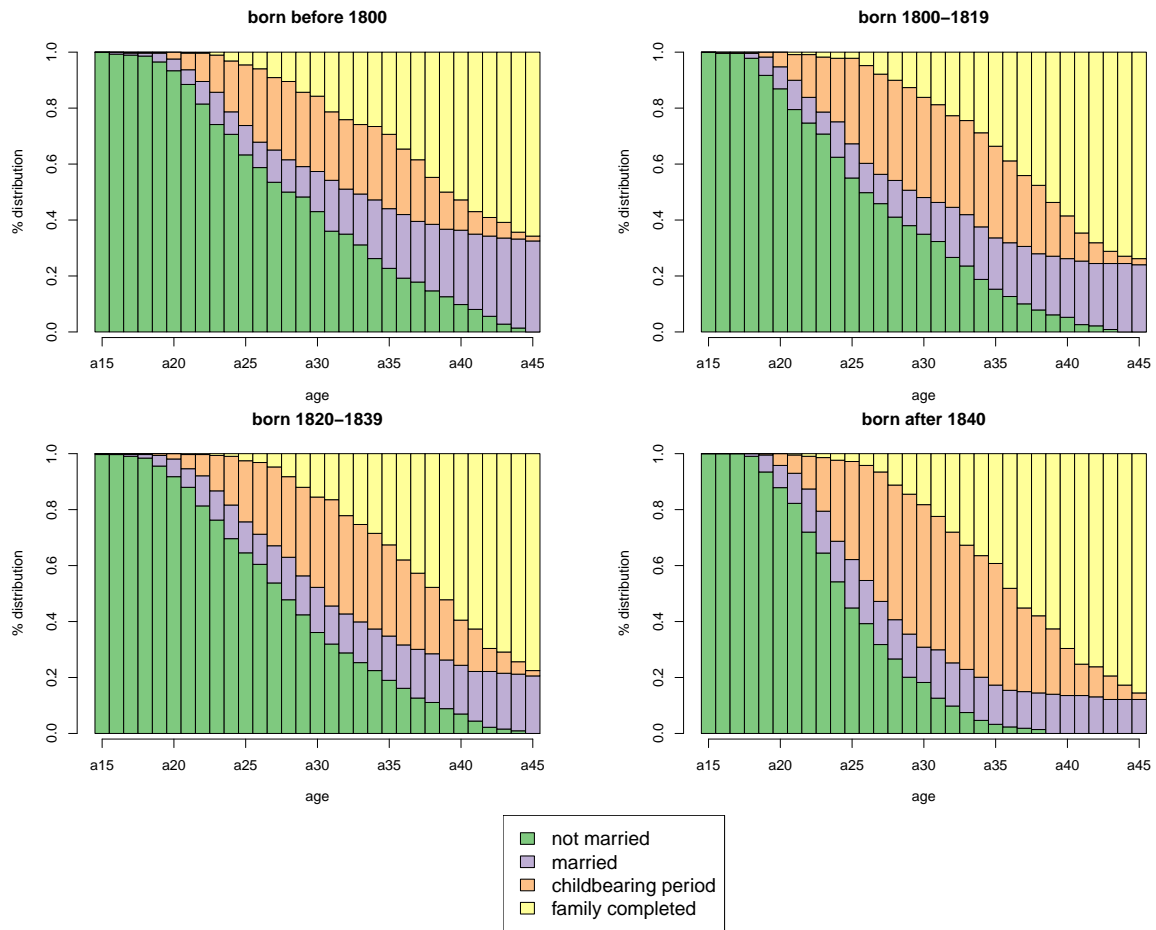 born before 1800
% distribution
1.0
0.8
0.6
0.4
0.2
0.0
a15 a20 a25 a30 a35 a40 a45
age
born 1800−1819
% distribution
1.0
0.8
0.6
0.4
0.2
0.0
a15 a20 a25 a30 a35 a40 a45
age
born 1820−1839
% distribution
1.0
0.8
0.6
0.4
0.2
0.0
a15 a20 a25 a30 a35 a40 a45
age
born after 1840
% distribution
1.0
0.8
0.6
0.4
0.2
0.0
a15 a20 a25 a30 a35 a40 a45
age
not married
married
childbearing period
family completed